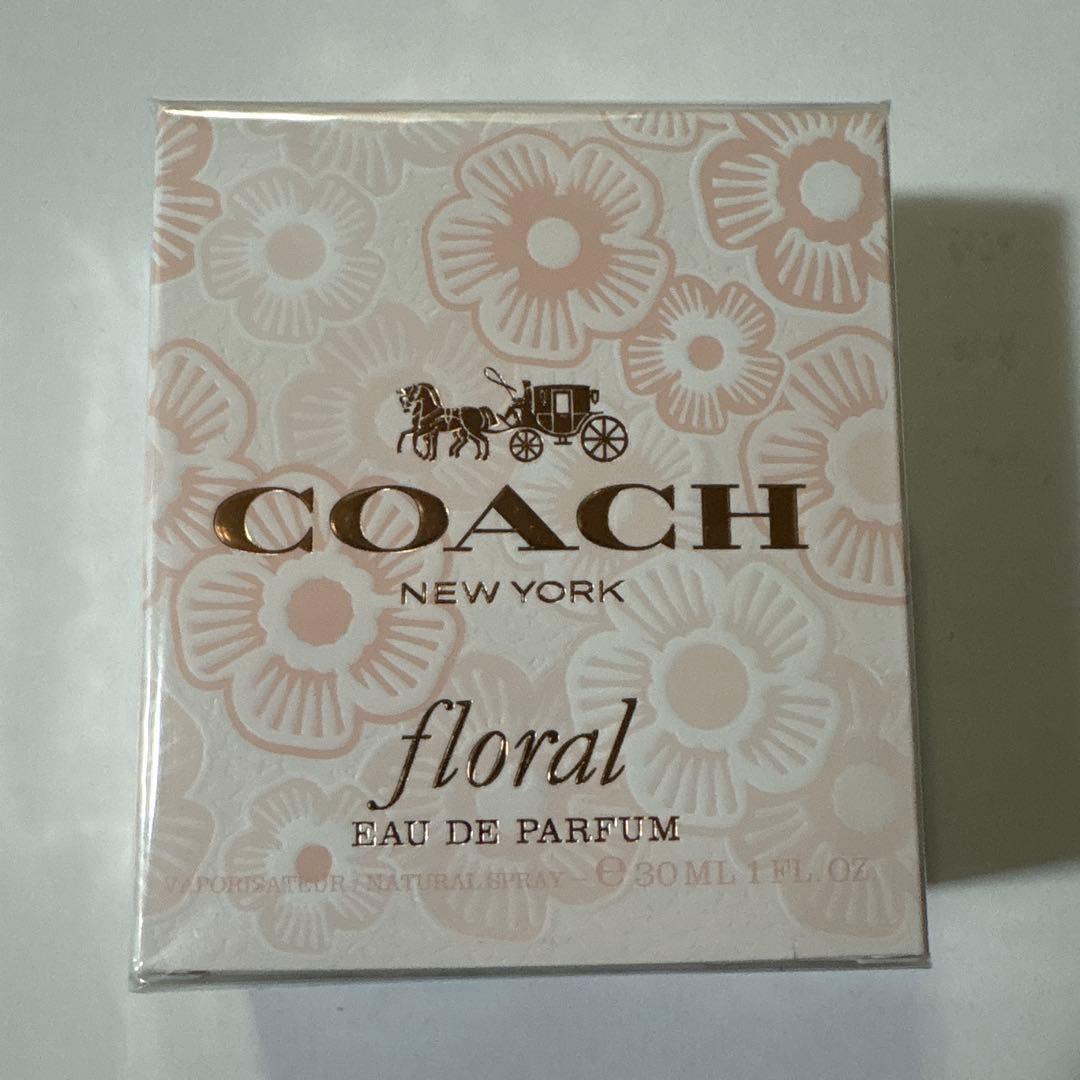 COACH
NEW YORK
floral
EAU DE PARFUM
VAPORISATEUR / NATURAL SPRAY – ℮ 30 ML 1 FL. OZ